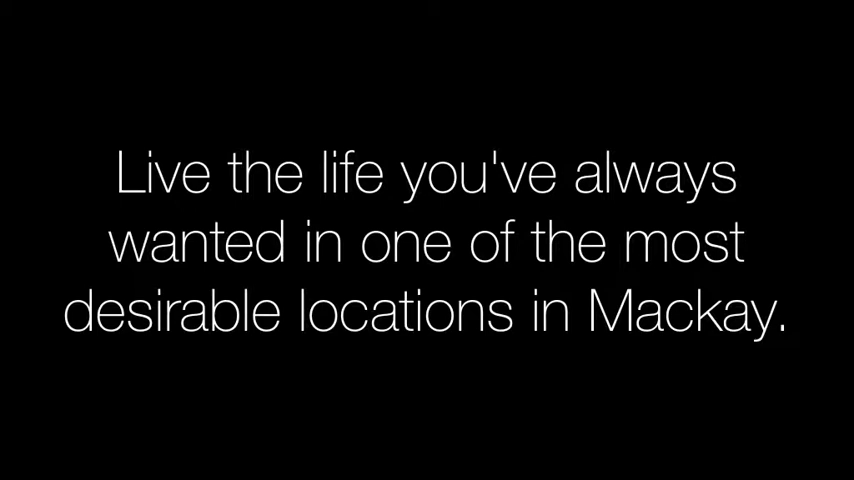 Live the life you've always
wanted in one of the most
desirable locations in Mackay.